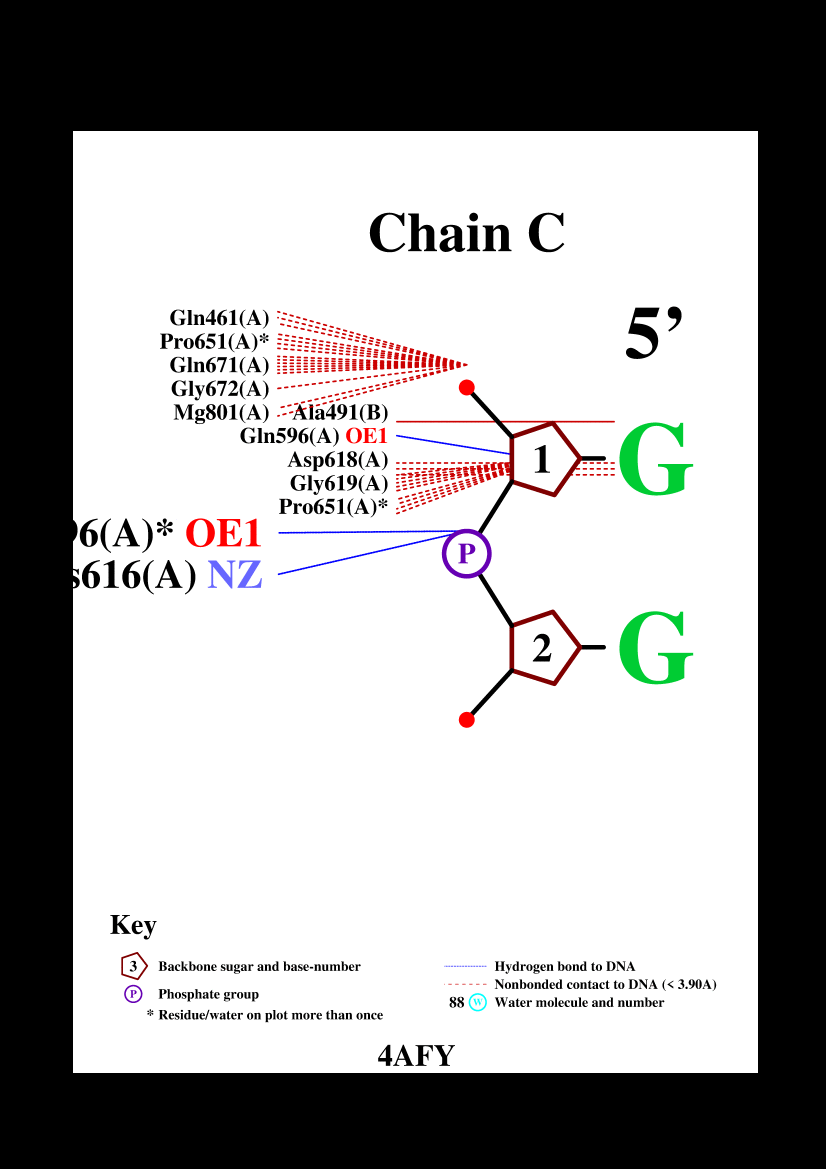 Chain C
5’
Gln461(A)
Pro651(A)*
Gln671(A)
Gly672(A)
Mg801(A)
Ala491(B)
Gln596(A) OE1
Asp618(A)
Gly619(A)
Pro651(A)*
1
G
96(A)* OE1
s616(A) NZ
P
2
G
Key
3 Backbone sugar and base-number
P Phosphate group
* Residue/water on plot more than once
Hydrogen bond to DNA
Nonbonded contact to DNA (< 3.90A)
88 W Water molecule and number
4AFY